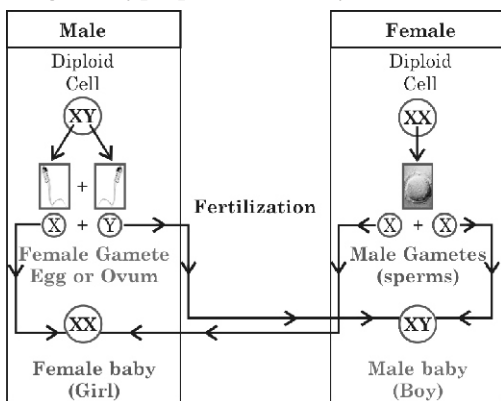 Male
Female
Diploid
Cell
Diploid
Cell
XY
XX
+
X + Y
Fertilization
X + X
Female Gamete
Egg or Ovum
Male Gametes
(sperms)
XX
XY
Female baby
(Girl)
Male baby
(Boy)